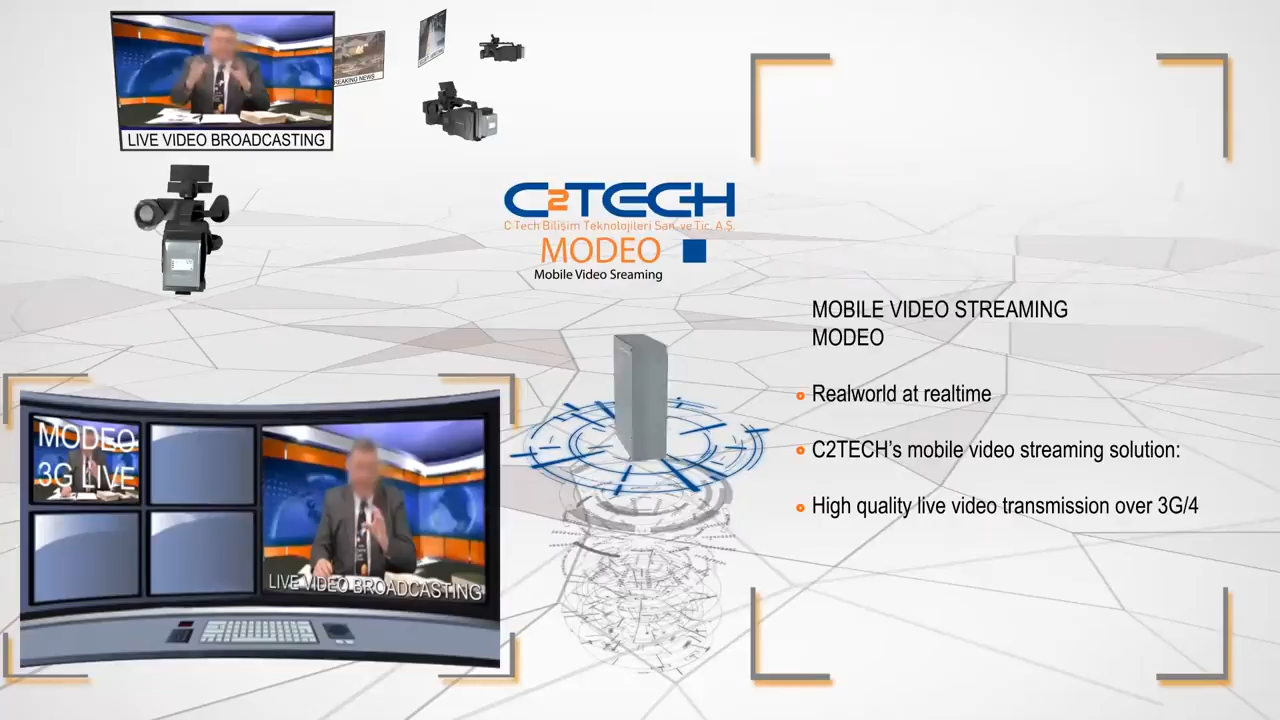 LIVE VIDEO BROADCASTING
REAKING NEWS
C2TECH
C Tech Bilişim Teknolojileri San. ve Tic. A.Ş.
MODEO
Mobile Video Sreaming
MOBILE VIDEO STREAMING
MODEO
Realworld at realtime
C2TECH’s mobile video streaming solution:
High quality live video transmission over 3G/4
MODEO
3G LIVE
LIVE VIDEO BROADCASTING